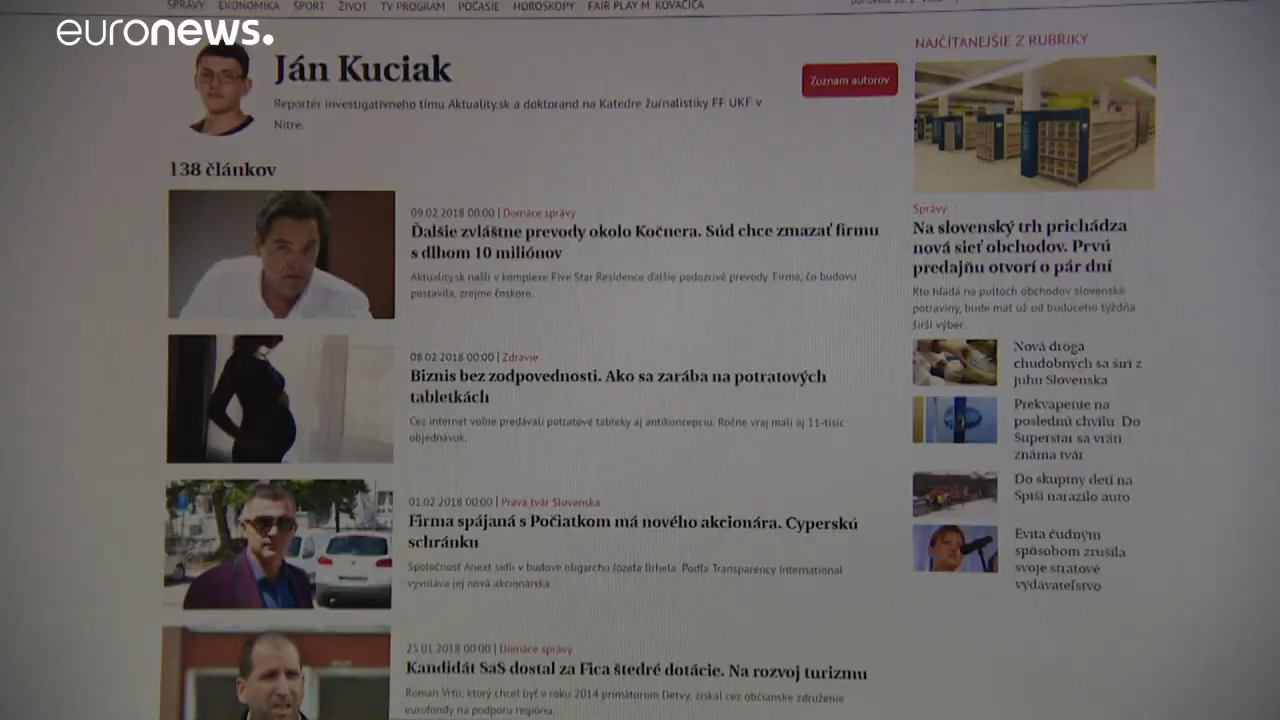 SPRÁVY EKONOMIKA ŠPORT ŽIVOT TV PROGRAM POČASIE HOROSKOPY FAIR PLAY M. KOVAČICA
euronews.
Ján Kuciak
Reportér investigatívneho tímu Aktuality.sk a doktorand na Katedre žurnalistiky FF UKF v
Nitre.
Zoznam autorov
138 článkov
09.02.2018 00:00 | Domáce správy
Ďalšie zvláštne prevody okolo Kočnera. Súd chce zmazať firmu
s dlhom 10 miliónov
Aktuality.sk našli v komplexe Five Star Residence ďalšie podozrivé prevody. Firma, čo budovu
postavila, zrejme čoskoro..
08.02.2018 00:00 | Zdravie
Biznis bez zodpovednosti. Ako sa zarába na potratových
tabletkách
Cez internet voľne predávali potratové tabletky aj antikoncepciu. Ročne vraj mali aj 11-tisíc
objednávok.
01.02.2018 00:00 | Pravá tvár Slovenska
Firma spájaná s Počiatkom má nového akcionára. Cyperskú
schránku
Spoločnosť Anext sídli v budove oligarchu Jozefa Brhela. Podľa Transparency International
vyvoláva jej nová akcionárska..
25.01.2018 00:00 | Domáce správy
Kandidát SaS dostal za Fica štedré dotácie. Na rozvoj turizmu
Roman Vrťo, ktorý chcel byť v roku 2014 primátorom Detvy, získal cez občianske združenie
eurofondy na podporu regiónu..
NAJČÍTANEJŠIE Z RUBRIKY
Správy
Na slovenský trh prichádza
nová sieť obchodov. Prvú
predajňu otvorí o pár dní
Kto hľadá na pultoch obchodov slovenské
potraviny, bude mať už od budúceho týždňa
širší výber.
Nová droga
chudobných sa šíri z
juhu Slovenska
Prekvapenie na
poslednú chvíľu. Do
Superstar sa vráti
známa tvár
Do skupiny detí na
Spiši narazilo auto
Evita čudným
spôsobom zrušila
svoje stratové
vydavateľstvo